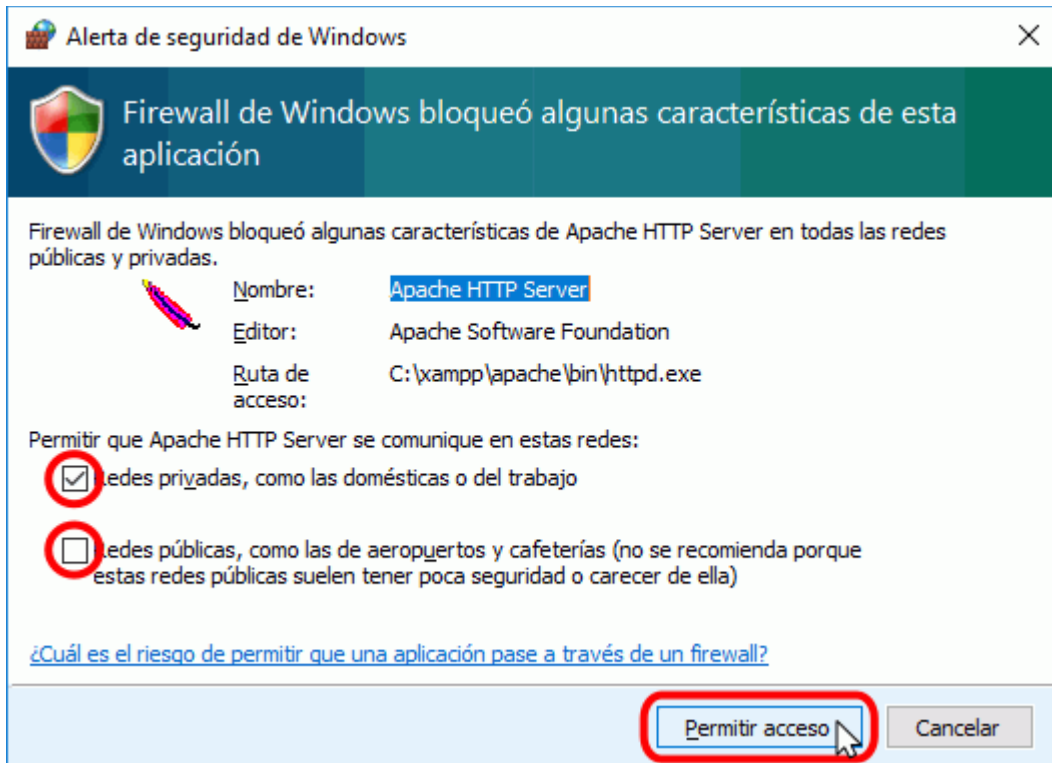 Alerta de seguridad de Windows
Firewall de Windows bloqueó algunas características de esta
aplicación
Firewall de Windows bloqueó algunas características de Apache HTTP Server en todas las redes
públicas y privadas.
Nombre: Apache HTTP Server
Editor: Apache Software Foundation
Ruta de acceso: C:\xampp\apache\bin\httpd.exe
Permitir que Apache HTTP Server se comunique en estas redes:
Redes privadas, como las domésticas o del trabajo
Redes públicas, como las de aeropuertos y cafeterías (no se recomienda porque
estas redes públicas suelen tener poca seguridad o carecer de ella)
¿Cuál es el riesgo de permitir que una aplicación pase a través de un firewall?
Permitir acceso Cancelar